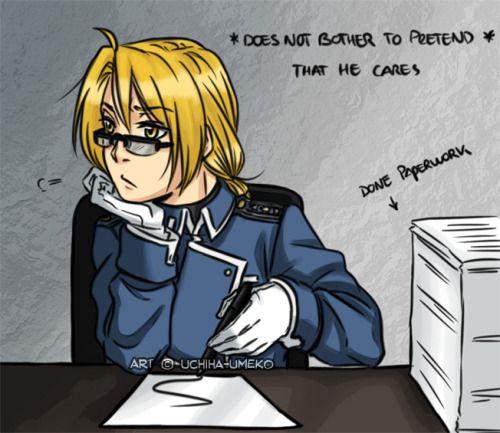 * DOES NOT BOTHER TO PRETEND *
THAT HE CARES
DONE PAPERWORK
C=
ART © UCHIHA-UMEKO